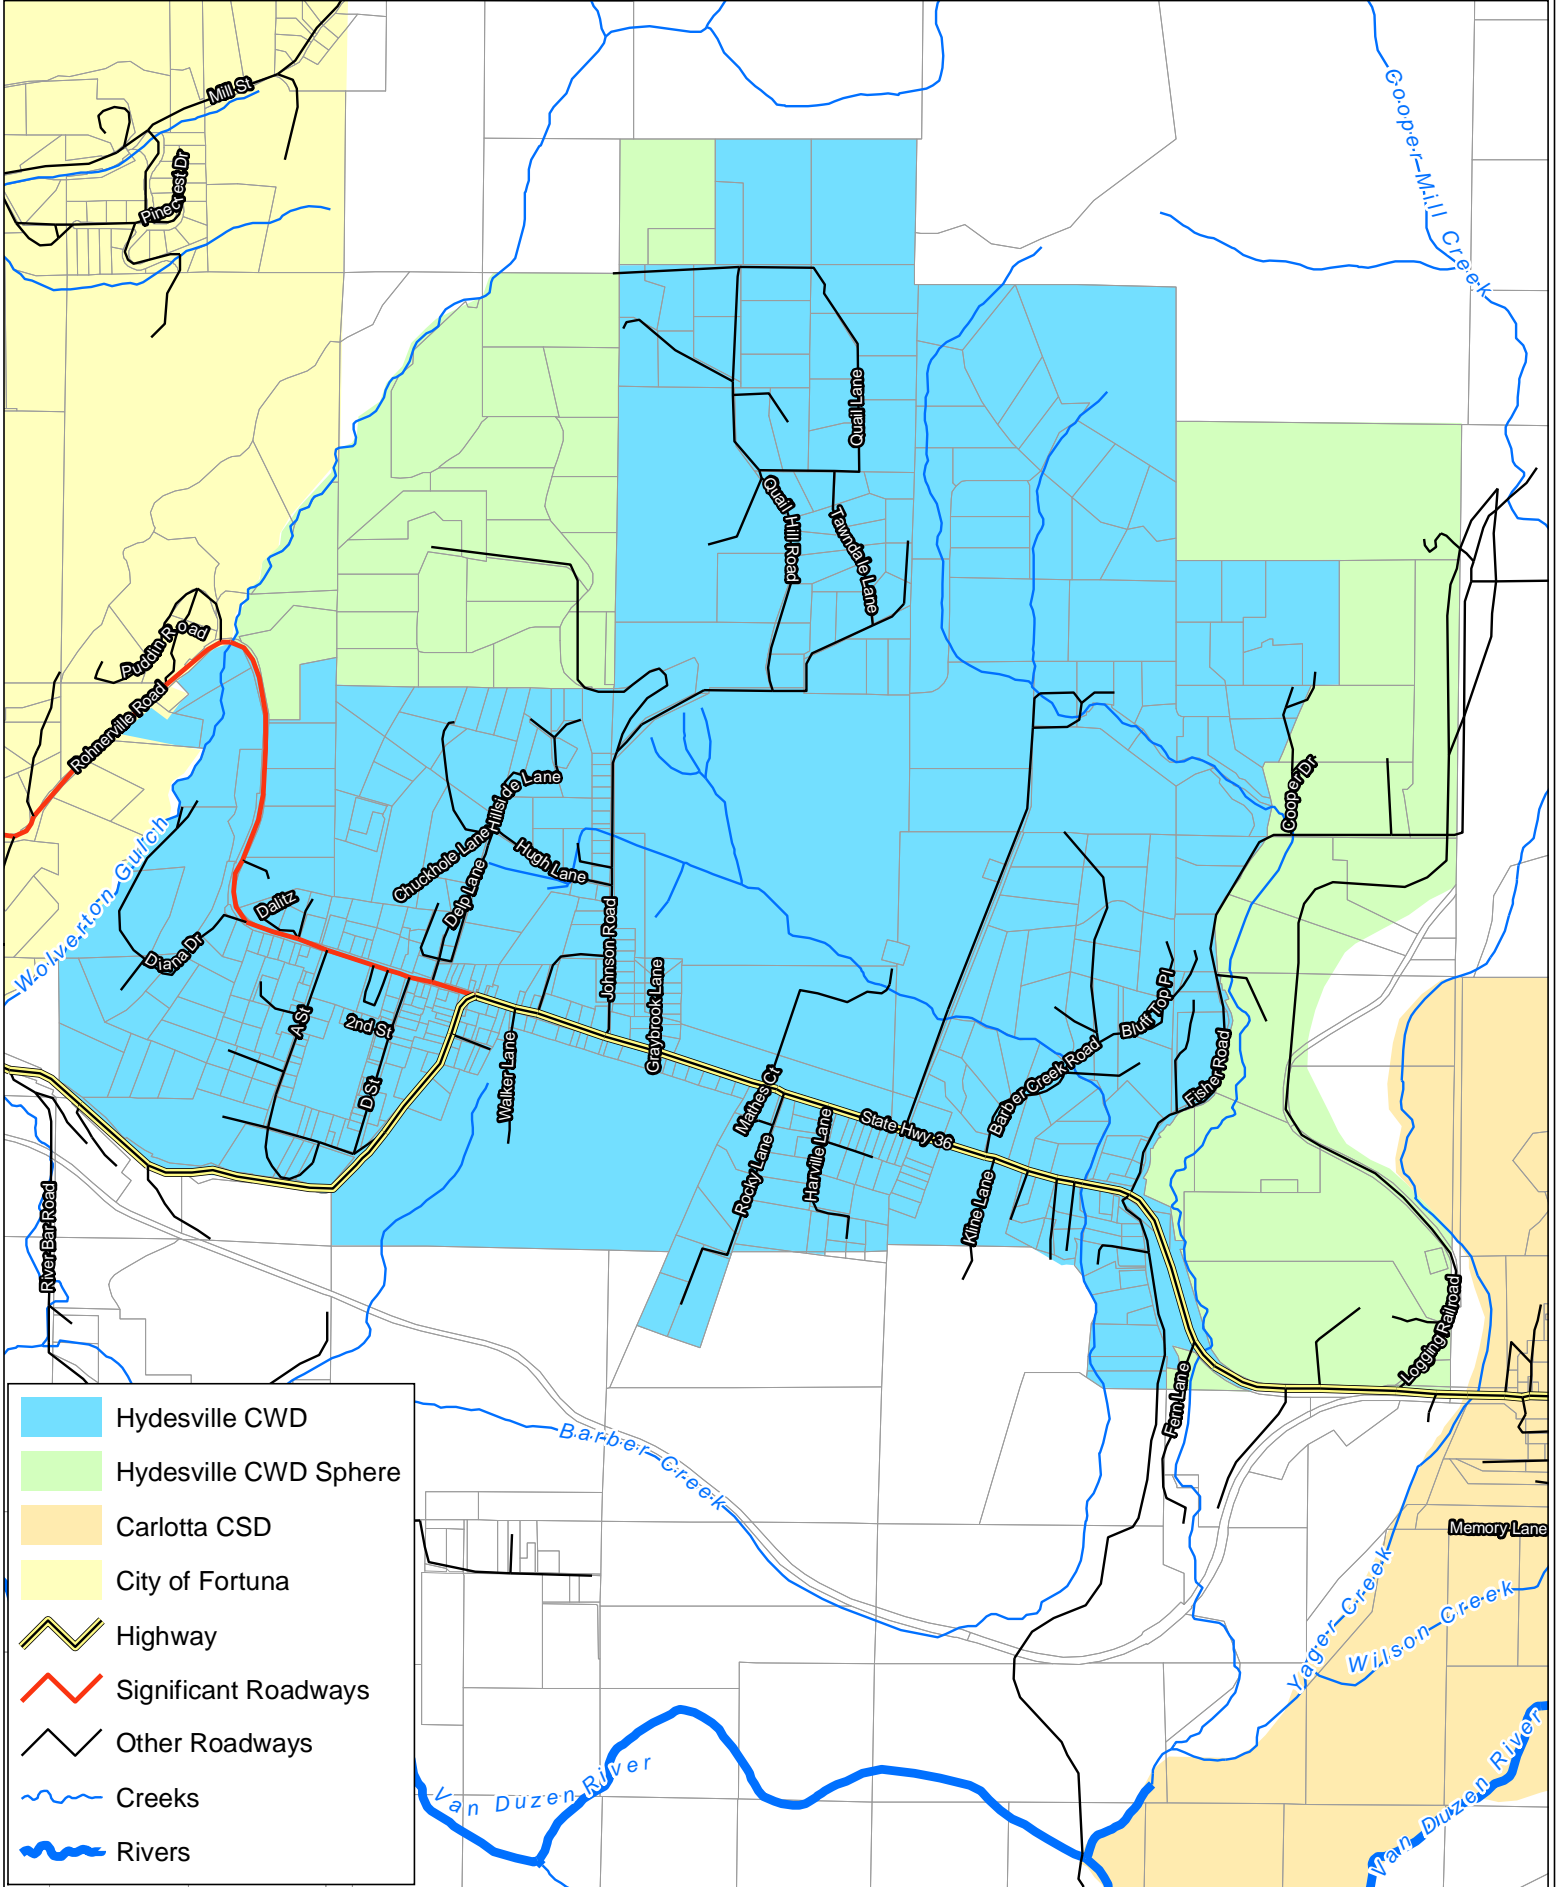 Mill St
Pinecrest Dr
Cooper Mill Creek
Quail Lane
Quail Hill Road
Tawndale Lane
Puddin Road
Rohnerville Road
Wolverton Gulch
Hillside Lane
Chuckhole Lane
Hugh Lane
Delp Lane
Cooper Dr
Dalitz
Diana Dr
Johnson Road
Graybrook Lane
A St
2nd St
D St
Walker Lane
Bluff Top Pl
Barber Creek Road
Fisher Road
Mathes Ct
State Hwy 36
Rocky Lane
Harville Lane
Kline Lane
River Bar Road
Logging Railroad
Fern Lane
Barber Creek
Memory Lane
Yager Creek
Wilson Creek
Van Duzen River
Van Duzen River
Hydesville CWD
Hydesville CWD Sphere
Carlotta CSD
City of Fortuna
Highway
Significant Roadways
Other Roadways
Creeks
Rivers